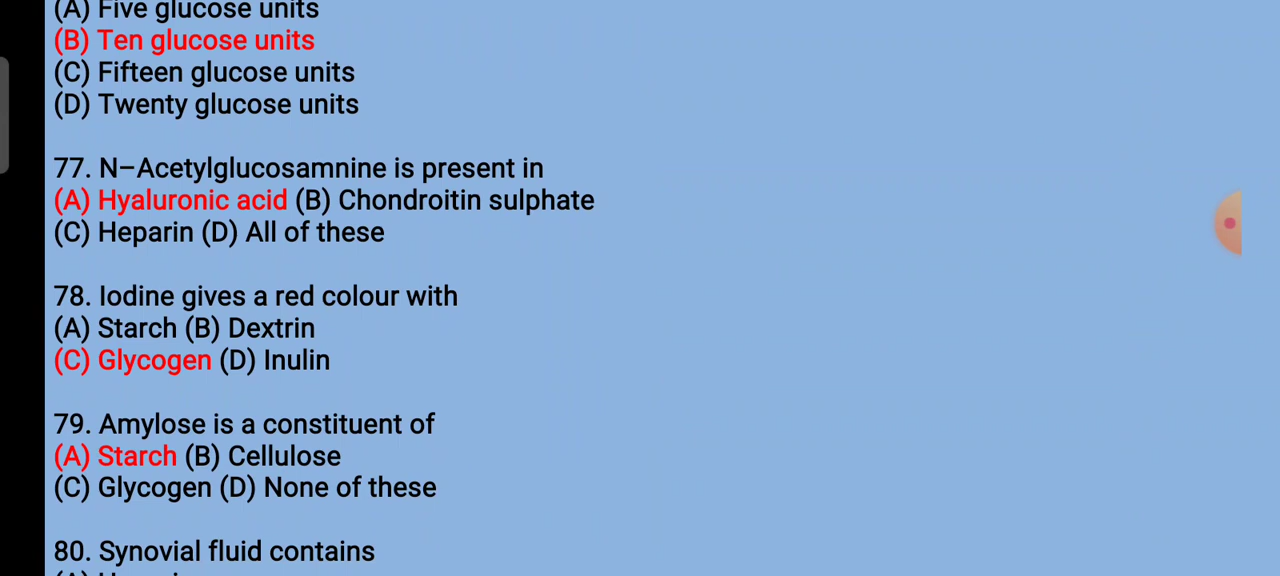 (A) Five glucose units
(B) Ten glucose units
(C) Fifteen glucose units
(D) Twenty glucose units
77. N–Acetylglucosamnine is present in
(A) Hyaluronic acid (B) Chondroitin sulphate
(C) Heparin (D) All of these
78. Iodine gives a red colour with
(A) Starch (B) Dextrin
(C) Glycogen (D) Inulin
79. Amylose is a constituent of
(A) Starch (B) Cellulose
(C) Glycogen (D) None of these
80. Synovial fluid contains